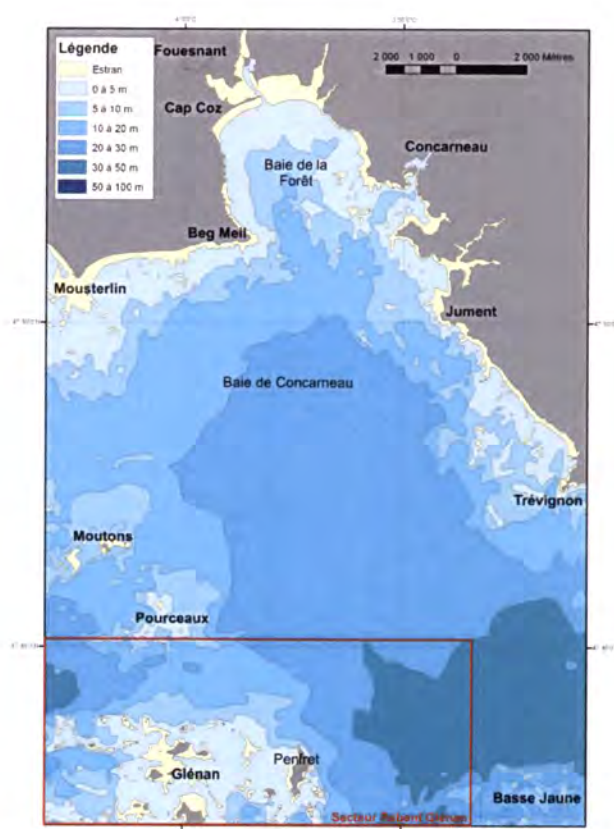 Légende
Estran
0 à 5 m
5 à 10 m
10 à 20 m
20 à 30 m
30 à 50 m
50 à 100 m
Fouesnant
2 000 1 000 0 2 000 Mètres
Cap Coz
Concarneau
Baie de la
Forêt
Beg Meil
Mousterlin
Jument
Baie de Concarneau
Trévignon
Moutons
Pourceaux
Penfret
Glénan
Basse Jaune